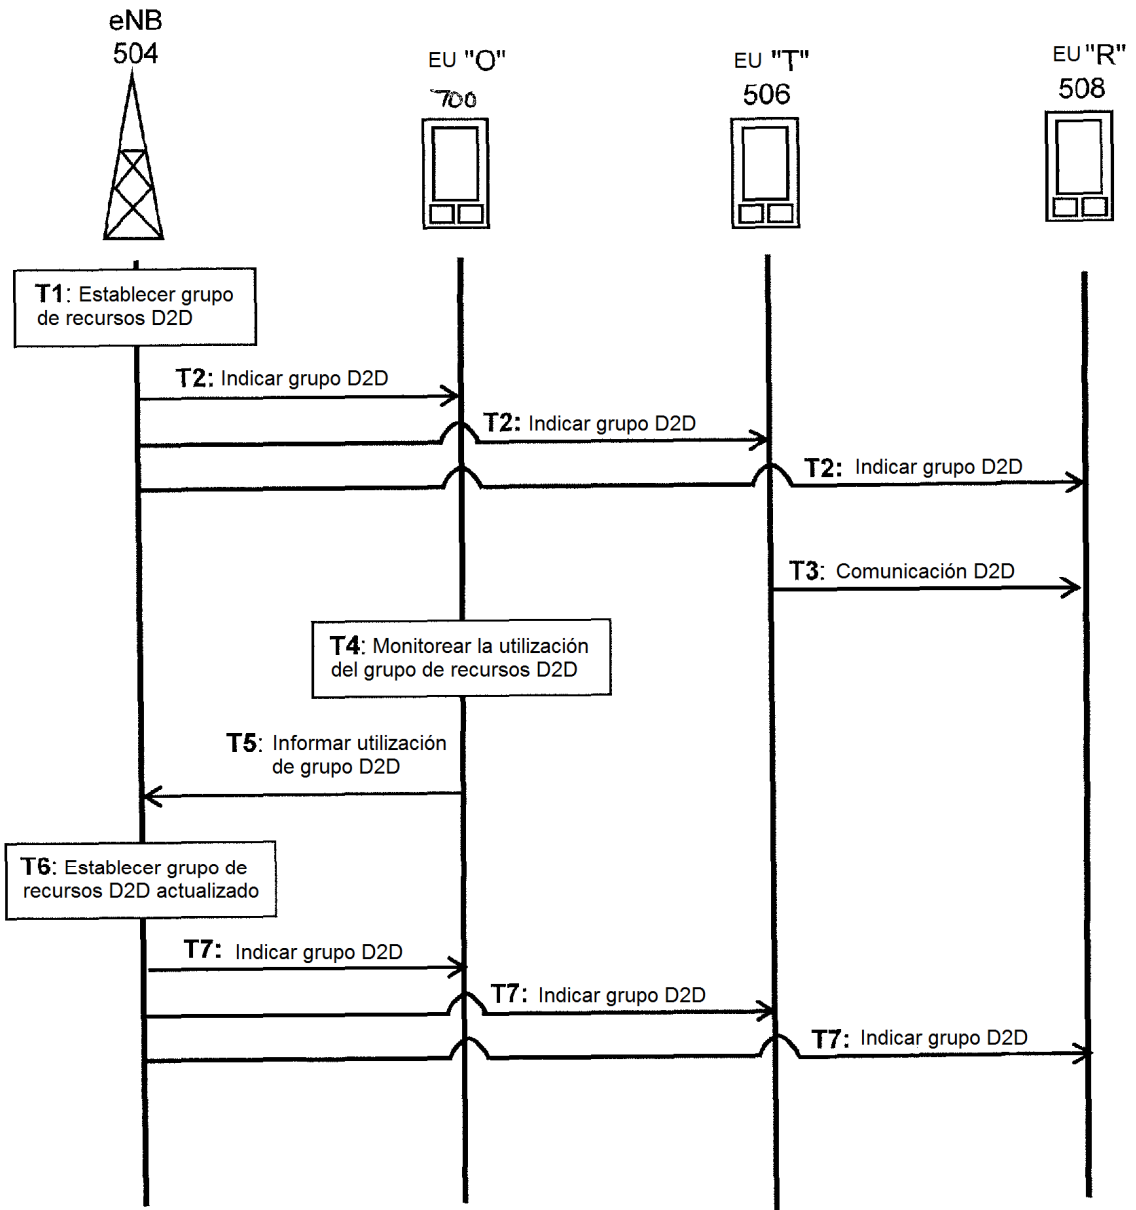 eNB
504
EU "O"
700
EU "T"
506
EU "R"
508
T1: Establecer grupo
de recursos D2D
T2: Indicar grupo D2D
T2: Indicar grupo D2D
T2: Indicar grupo D2D
T3: Comunicación D2D
T4: Monitorear la utilización
del grupo de recursos D2D
T5: Informar utilización
de grupo D2D
T6: Establecer grupo de
recursos D2D actualizado
T7: Indicar grupo D2D
T7: Indicar grupo D2D
T7: Indicar grupo D2D